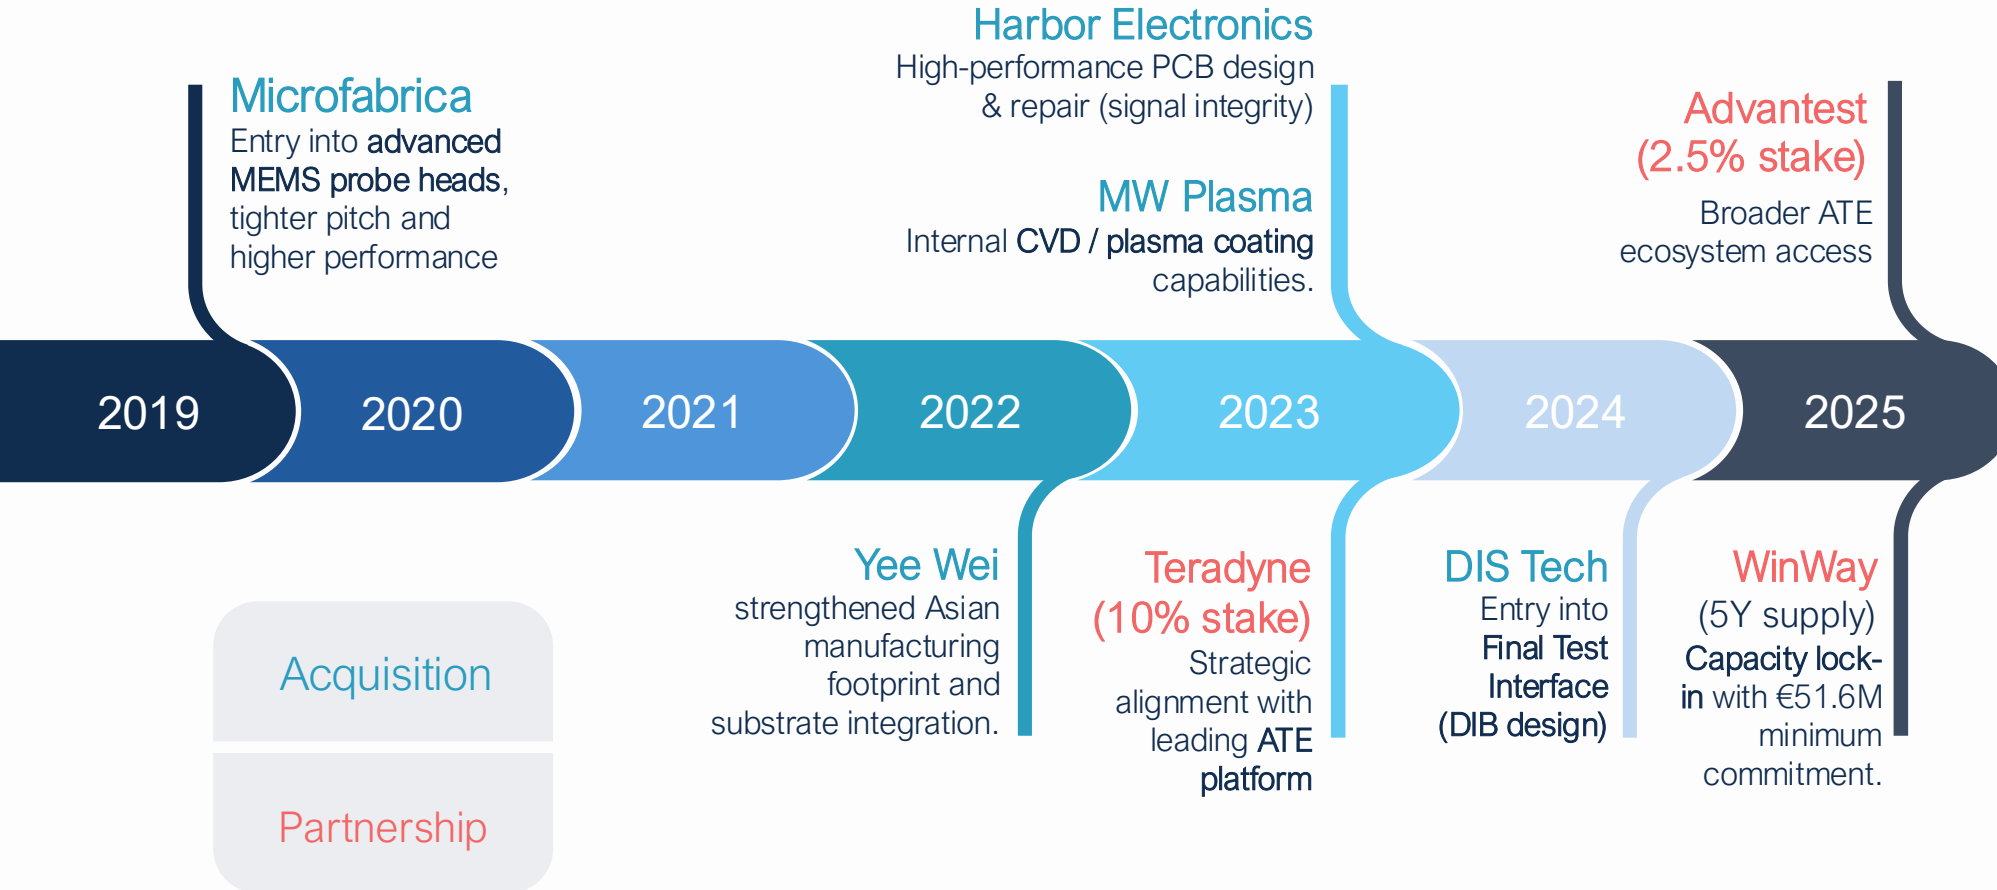 Harbor Electronics
High-performance PCB design
& repair (signal integrity)
Microfabrica
Entry into advanced
MEMS probe heads,
tighter pitch and
higher performance
MW Plasma
Internal CVD / plasma coating
capabilities.
Advantest
(2.5% stake)
Broader ATE
ecosystem access
2019
2020
2021
2022
2023
2024
2025
Yee Wei
strengthened Asian
manufacturing
footprint and
substrate integration.
Teradyne
(10% stake)
Strategic
alignment with
leading ATE
platform
DIS Tech
Entry into
Final Test
Interface
(DIB design)
WinWay
(5Y supply)
Capacity lock-
in with €51.6M
minimum
commitment.
Acquisition
Partnership